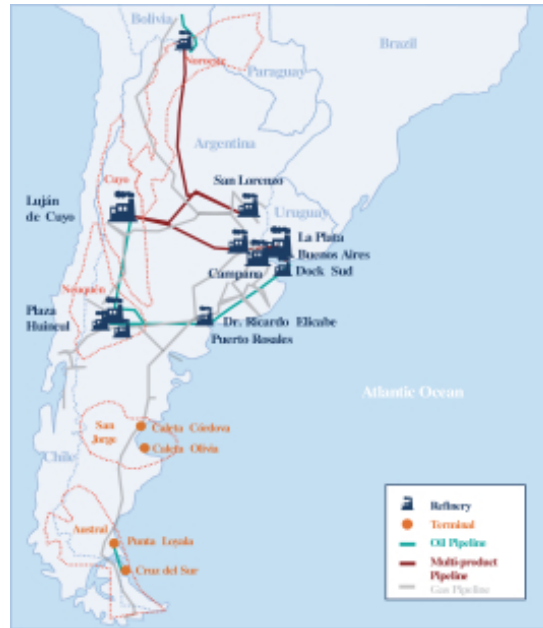 Bolivia
Brazil
Noroeste
Paraguay
Argentina
Cuyo
San Lorenzo
Luján
de Cuyo
Uruguay
La Plata
Buenos Aires
Campana
Dock Sud
Neuquén
Plaza
Huincul
Dr. Ricardo Elicabe
Puerto Rosales
Atlantic Ocean
San
Jorge
Caleta Córdova
Caleta Olivia
Chile
Austral
Punta Loyala
Cruz del Sur
Refinery
Terminal
Oil Pipeline
Multi-product
Pipeline
Gas Pipeline